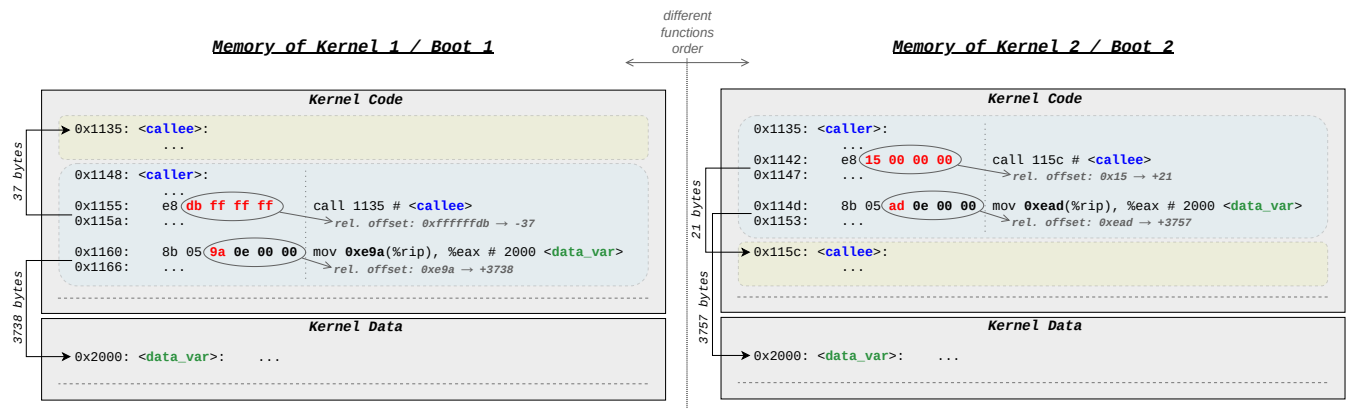 different
functions
order
Memory of Kernel 1 / Boot 1
Kernel Code
37 bytes
0x1135: <callee>:
...
0x1148: <caller>:
...
0x1155: e8 db ff ff ff call 1135 # <callee>
0x115a: ... rel. offset: 0xffffffdb → -37
0x1160: 8b 05 9a 0e 00 00 mov 0xe9a(%rip), %eax # 2000 <data_var>
0x1166: ... rel. offset: 0xe9a → +3738
3738 bytes
Kernel Data
0x2000: <data_var>: ...
Memory of Kernel 2 / Boot 2
Kernel Code
0x1135: <caller>:
...
0x1142: e8 15 00 00 00 call 115c # <callee>
0x1147: ... rel. offset: 0x15 → +21
21 bytes
0x114d: 8b 05 ad 0e 00 00 mov 0xead(%rip), %eax # 2000 <data_var>
0x1153: ... rel. offset: 0xead → +3757
0x115c: <callee>:
...
3757 bytes
Kernel Data
0x2000: <data_var>: ...